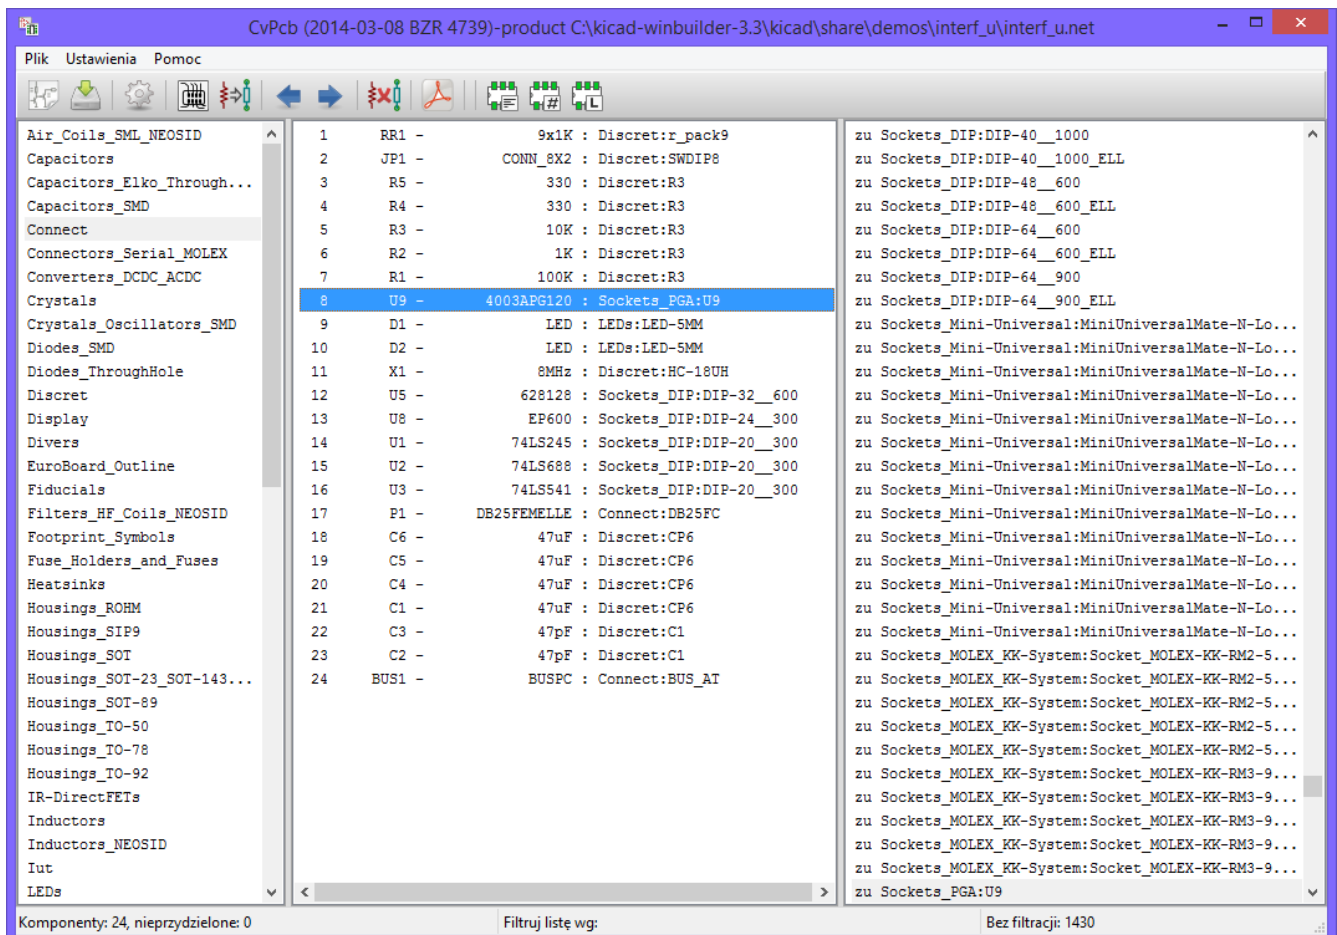 CvPcb (2014-03-08 BZR 4739)-product C:\kicad-winbuilder-3.3\kicad\share\demos\interf_u\interf_u.net
Plik Ustawienia Pomoc
Air_Coils_SML_NEOSID
Capacitors
Capacitors_Elko_Through...
Capacitors_SMD
Connect
Connectors_Serial_MOLEX
Converters_DCDC_ACDC
Crystals
Crystals_Oscillators_SMD
Diodes_SMD
Diodes_ThroughHole
Discret
Display
Divers
EuroBoard_Outline
Fiducials
Filters_HF_Coils_NEOSID
Footprint_Symbols
Fuse_Holders_and_Fuses
Heatsinks
Housings_ROHM
Housings_SIP9
Housings_SOT
Housings_SOT-23_SOT-143...
Housings_SOT-89
Housings_TO-50
Housings_TO-78
Housings_TO-92
IR-DirectFETs
Inductors
Inductors_NEOSID
Iut
LEDs
1 RR1 - 9x1K : Discret:r_pack9
2 JP1 - CONN_8X2 : Discret:SWDIP8
3 R5 - 330 : Discret:R3
4 R4 - 330 : Discret:R3
5 R3 - 10K : Discret:R3
6 R2 - 1K : Discret:R3
7 R1 - 100K : Discret:R3
8 U9 - 4003APG120 : Sockets_PGA:U9
9 D1 - LED : LEDs:LED-5MM
10 D2 - LED : LEDs:LED-5MM
11 X1 - 8MHz : Discret:HC-18UH
12 U5 - 628128 : Sockets_DIP:DIP-32__600
13 U8 - EP600 : Sockets_DIP:DIP-24__300
14 U1 - 74LS245 : Sockets_DIP:DIP-20__300
15 U2 - 74LS688 : Sockets_DIP:DIP-20__300
16 U3 - 74LS541 : Sockets_DIP:DIP-20__300
17 P1 - DB25FEMELLE : Connect:DB25FC
18 C6 - 47uF : Discret:CP6
19 C5 - 47uF : Discret:CP6
20 C4 - 47uF : Discret:CP6
21 C1 - 47uF : Discret:CP6
22 C3 - 47pF : Discret:C1
23 C2 - 47pF : Discret:C1
24 BUS1 - BUSPC : Connect:BUS_AT
zu Sockets_DIP:DIP-40__1000
zu Sockets_DIP:DIP-40__1000_ELL
zu Sockets_DIP:DIP-48__600
zu Sockets_DIP:DIP-48__600_ELL
zu Sockets_DIP:DIP-64__600
zu Sockets_DIP:DIP-64__600_ELL
zu Sockets_DIP:DIP-64__900
zu Sockets_DIP:DIP-64__900_ELL
zu Sockets_Mini-Universal:MiniUniversalMate-N-Lo...
zu Sockets_Mini-Universal:MiniUniversalMate-N-Lo...
zu Sockets_Mini-Universal:MiniUniversalMate-N-Lo...
zu Sockets_Mini-Universal:MiniUniversalMate-N-Lo...
zu Sockets_Mini-Universal:MiniUniversalMate-N-Lo...
zu Sockets_Mini-Universal:MiniUniversalMate-N-Lo...
zu Sockets_Mini-Universal:MiniUniversalMate-N-Lo...
zu Sockets_Mini-Universal:MiniUniversalMate-N-Lo...
zu Sockets_Mini-Universal:MiniUniversalMate-N-Lo...
zu Sockets_Mini-Universal:MiniUniversalMate-N-Lo...
zu Sockets_Mini-Universal:MiniUniversalMate-N-Lo...
zu Sockets_Mini-Universal:MiniUniversalMate-N-Lo...
zu Sockets_Mini-Universal:MiniUniversalMate-N-Lo...
zu Sockets_Mini-Universal:MiniUniversalMate-N-Lo...
zu Sockets_MOLEX_KK-System:Socket_MOLEX-KK-RM2-5...
zu Sockets_MOLEX_KK-System:Socket_MOLEX-KK-RM2-5...
zu Sockets_MOLEX_KK-System:Socket_MOLEX-KK-RM2-5...
zu Sockets_MOLEX_KK-System:Socket_MOLEX-KK-RM2-5...
zu Sockets_MOLEX_KK-System:Socket_MOLEX-KK-RM2-5...
zu Sockets_MOLEX_KK-System:Socket_MOLEX-KK-RM3-9...
zu Sockets_MOLEX_KK-System:Socket_MOLEX-KK-RM3-9...
zu Sockets_MOLEX_KK-System:Socket_MOLEX-KK-RM3-9...
zu Sockets_MOLEX_KK-System:Socket_MOLEX-KK-RM3-9...
zu Sockets_MOLEX_KK-System:Socket_MOLEX-KK-RM3-9...
zu Sockets_PGA:U9
Komponenty: 24, nieprzydzielone: 0
Filtruj listę wg:
Bez filtracji: 1430